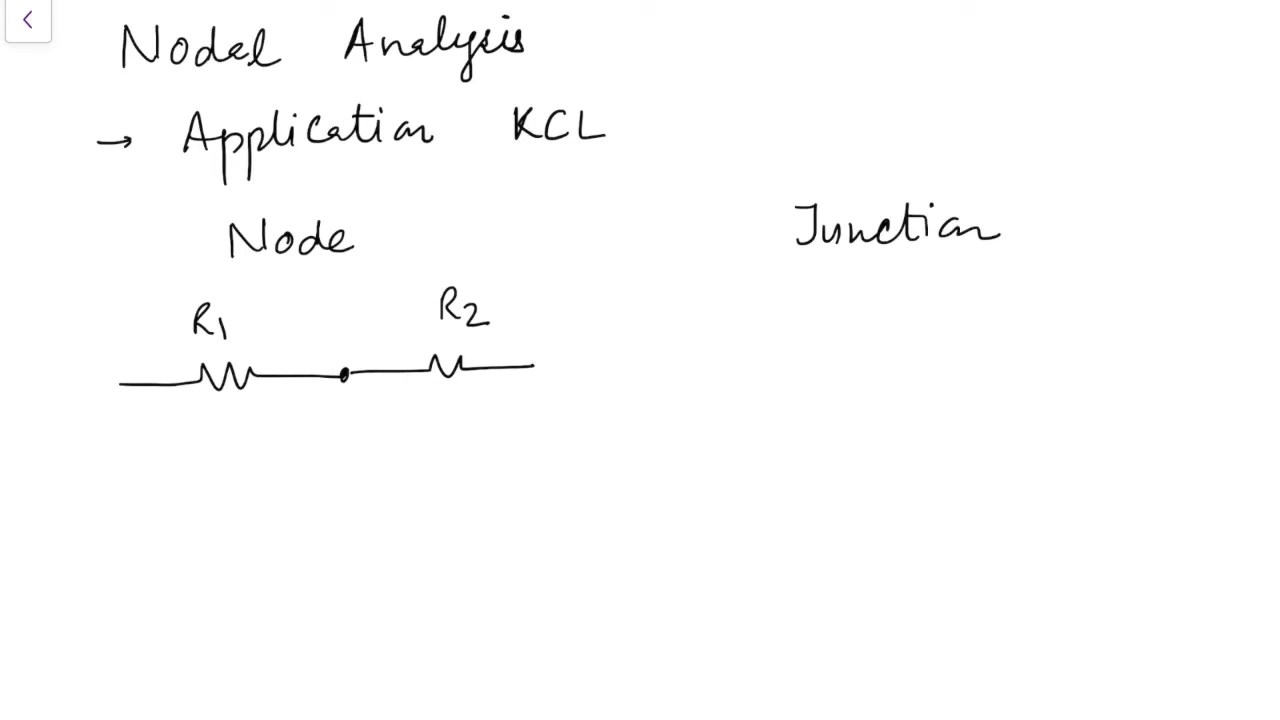 Nodal Analysis
→ Application KCL
Node
Junction
R1
R2